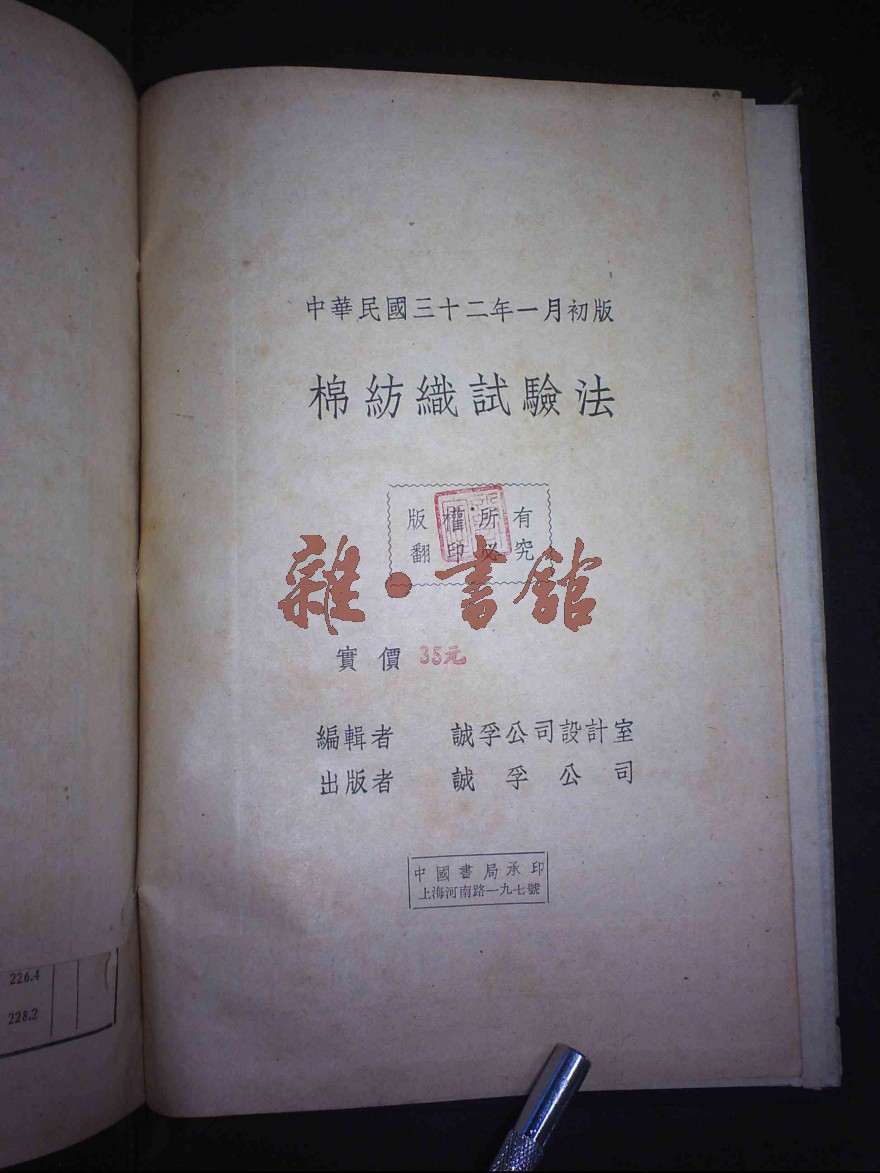 中華民國三十二年一月初版
棉紡織試驗法
版權所有
翻印必究
雜·書館
實價 35元
編輯者 誠孚公司設計室
出版者 誠孚公司
中國書局承印
上海河南路一九七號
226.4
228.2